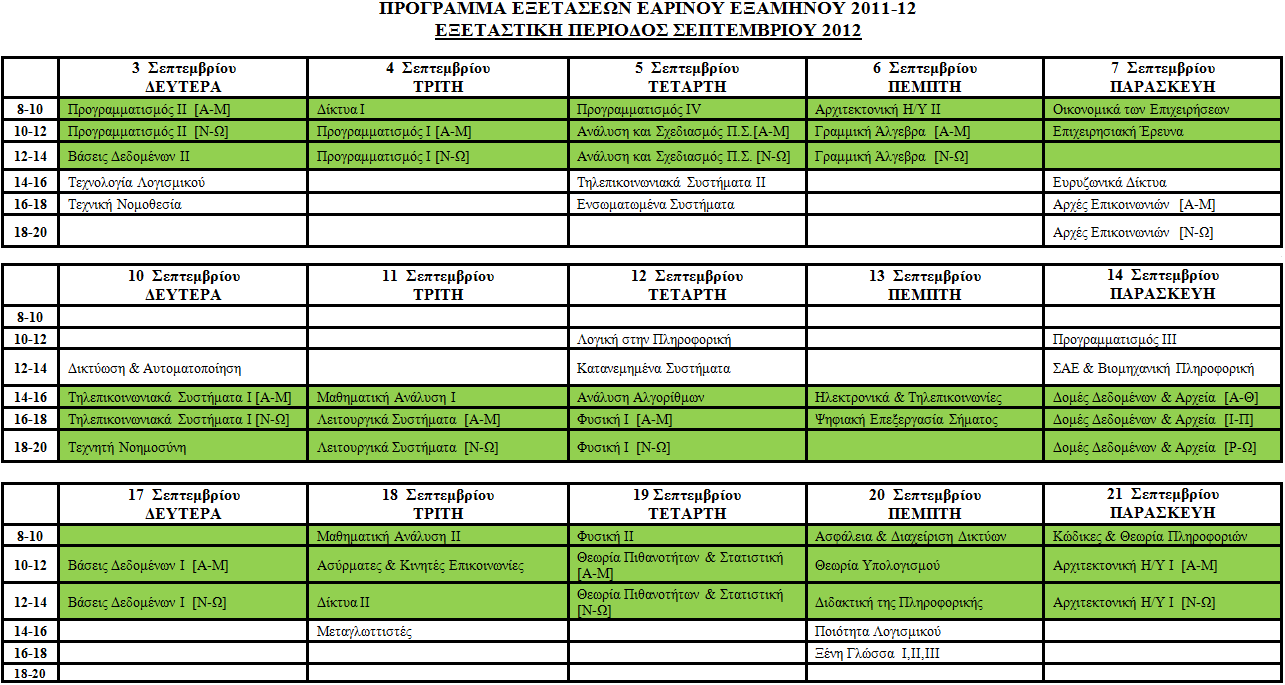 ΠΡΟΓΡΑΜΜΑ ΕΞΕΤΑΣΕΩΝ ΕΑΡΙΝΟΥ ΕΞΑΜΗΝΟΥ 2011-12
ΕΞΕΤΑΣΤΙΚΗ ΠΕΡΙΟΔΟΣ ΣΕΠΤΕΜΒΡΙΟΥ 2012
3 Σεπτεμβρίου 4 Σεπτεμβρίου 5 Σεπτεμβρίου 6 Σεπτεμβρίου 7 Σεπτεμβρίου
ΔΕΥΤΕΡΑ ΤΡΙΤΗ ΤΕΤΑΡΤΗ ΠΕΜΠΤΗ ΠΑΡΑΣΚΕΥΗ
8-10 Προγραμματισμός ΙΙ [Α-Μ] Δίκτυα Ι Προγραμματισμός IV Αρχιτεκτονική Η/Υ ΙΙ Οικονομικά των Επιχειρήσεων
10-12 Προγραμματισμός ΙΙ [Ν-Ω] Προγραμματισμός Ι [Α-Μ] Ανάλυση και Σχεδιασμός Π.Σ.[Α-Μ] Γραμμική Άλγεβρα [Α-Μ] Επιχειρησιακή Έρευνα
12-14 Βάσεις Δεδομένων ΙΙ Προγραμματισμός Ι [Ν-Ω] Ανάλυση και Σχεδιασμός Π.Σ. [Ν-Ω] Γραμμική Άλγεβρα [Ν-Ω]
14-16 Τεχνολογία Λογισμικού Τηλεπικοινωνιακά Συστήματα ΙΙ Ευρυζωνικά Δίκτυα
16-18 Τεχνική Νομοθεσία Ενσωματωμένα Συστήματα Αρχές Επικοινωνιών [Α-Μ]
18-20 Αρχές Επικοινωνιών [Ν-Ω]
10 Σεπτεμβρίου 11 Σεπτεμβρίου 12 Σεπτεμβρίου 13 Σεπτεμβρίου 14 Σεπτεμβρίου
ΔΕΥΤΕΡΑ ΤΡΙΤΗ ΤΕΤΑΡΤΗ ΠΕΜΠΤΗ ΠΑΡΑΣΚΕΥΗ
8-10
10-12 Λογική στην Πληροφορική Προγραμματισμός ΙΙΙ
12-14 Δικτύωση & Αυτοματοποίηση Κατανεμημένα Συστήματα ΣΑΕ & Βιομηχανική Πληροφορική
14-16 Τηλεπικοινωνιακά Συστήματα Ι [Α-Μ] Μαθηματική Ανάλυση Ι Ανάλυση Αλγορίθμων Ηλεκτρονικά & Τηλεπικοινωνίες Δομές Δεδομένων & Αρχεία [Α-Θ]
16-18 Τηλεπικοινωνιακά Συστήματα Ι [Ν-Ω] Λειτουργικά Συστήματα [Α-Μ] Φυσική Ι [Α-Μ] Ψηφιακή Επεξεργασία Σήματος Δομές Δεδομένων & Αρχεία [Ι-Π]
18-20 Τεχνητή Νοημοσύνη Λειτουργικά Συστήματα [Ν-Ω] Φυσική Ι [Ν-Ω] Δομές Δεδομένων & Αρχεία [Ρ-Ω]
17 Σεπτεμβρίου 18 Σεπτεμβρίου 19 Σεπτεμβρίου 20 Σεπτεμβρίου 21 Σεπτεμβρίου
ΔΕΥΤΕΡΑ ΤΡΙΤΗ ΤΕΤΑΡΤΗ ΠΕΜΠΤΗ ΠΑΡΑΣΚΕΥΗ
8-10 Μαθηματική Ανάλυση ΙΙ Φυσική ΙΙ Ασφάλεια & Διαχείριση Δικτύων Κώδικες & Θεωρία Πληροφοριών
10-12 Βάσεις Δεδομένων Ι [Α-Μ] Ασύρματες & Κινητές Επικοινωνίες Θεωρία Πιθανοτήτων & Στατιστική [Α-Μ] Θεωρία Υπολογισμού Αρχιτεκτονική Η/Υ Ι [Α-Μ]
12-14 Βάσεις Δεδομένων Ι [Ν-Ω] Δίκτυα ΙΙ Θεωρία Πιθανοτήτων & Στατιστική [Ν-Ω] Διδακτική της Πληροφορικής Αρχιτεκτονική Η/Υ Ι [Ν-Ω]
14-16 Μεταγλωττιστές Ποιότητα Λογισμικού
16-18 Ξένη Γλώσσα Ι,ΙΙ,ΙΙΙ
18-20